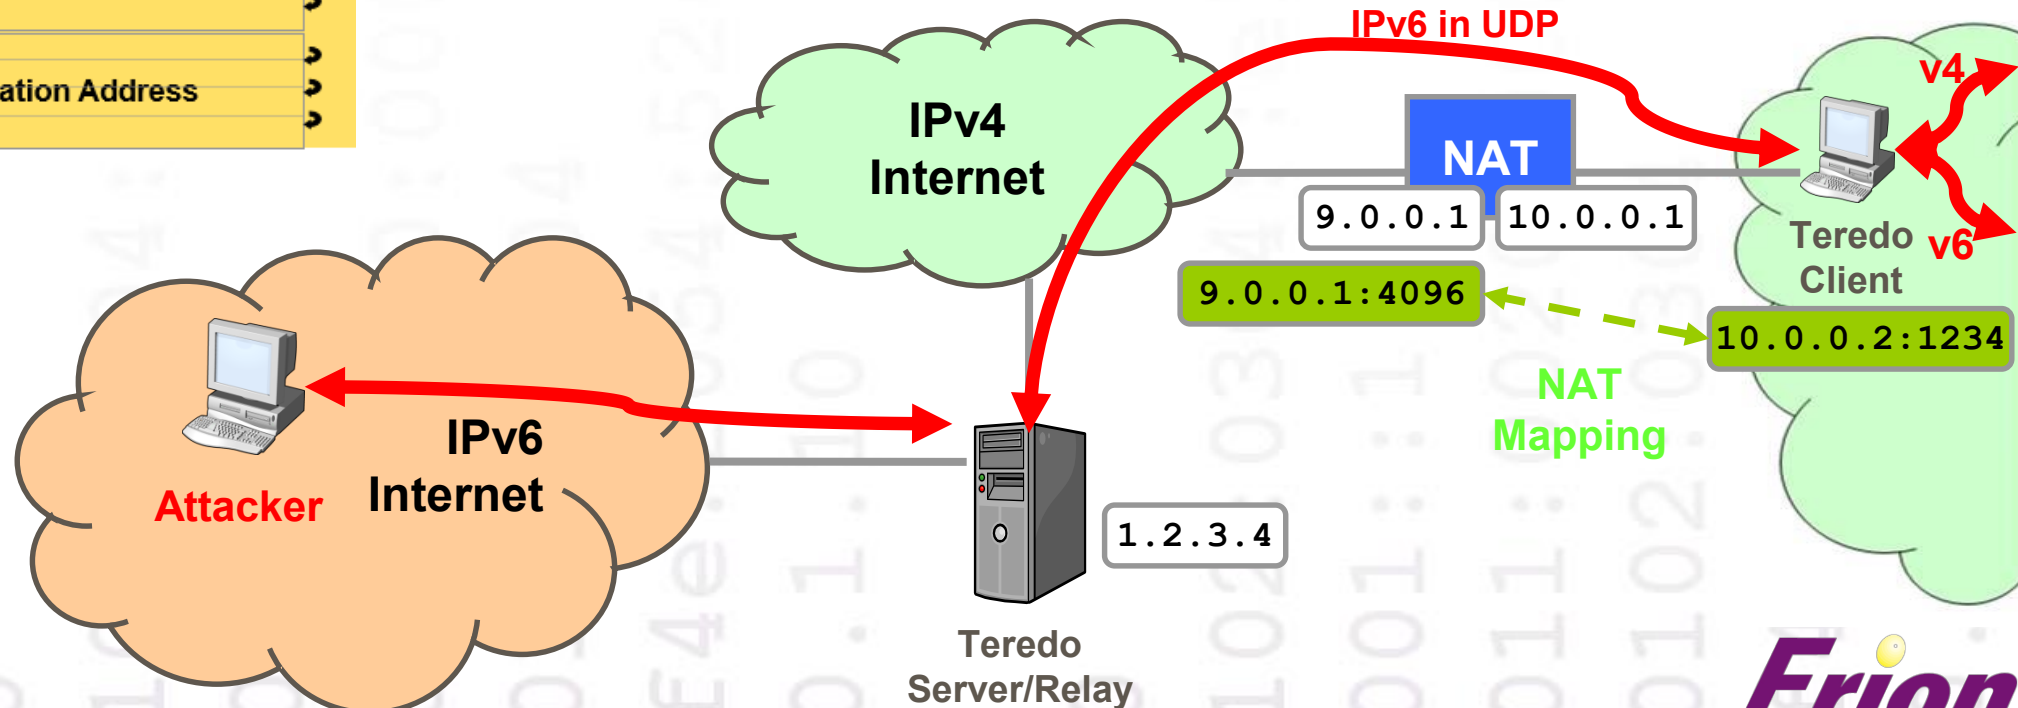 ation Address
IPv6 in UDP
IPv4
Internet
NAT
9.0.0.1
10.0.0.1
v4
v6
Teredo
Client
9.0.0.1:4096
10.0.0.2:1234
NAT
Mapping
IPv6
Internet
Attacker
1.2.3.4
Teredo
Server/Relay
Erion